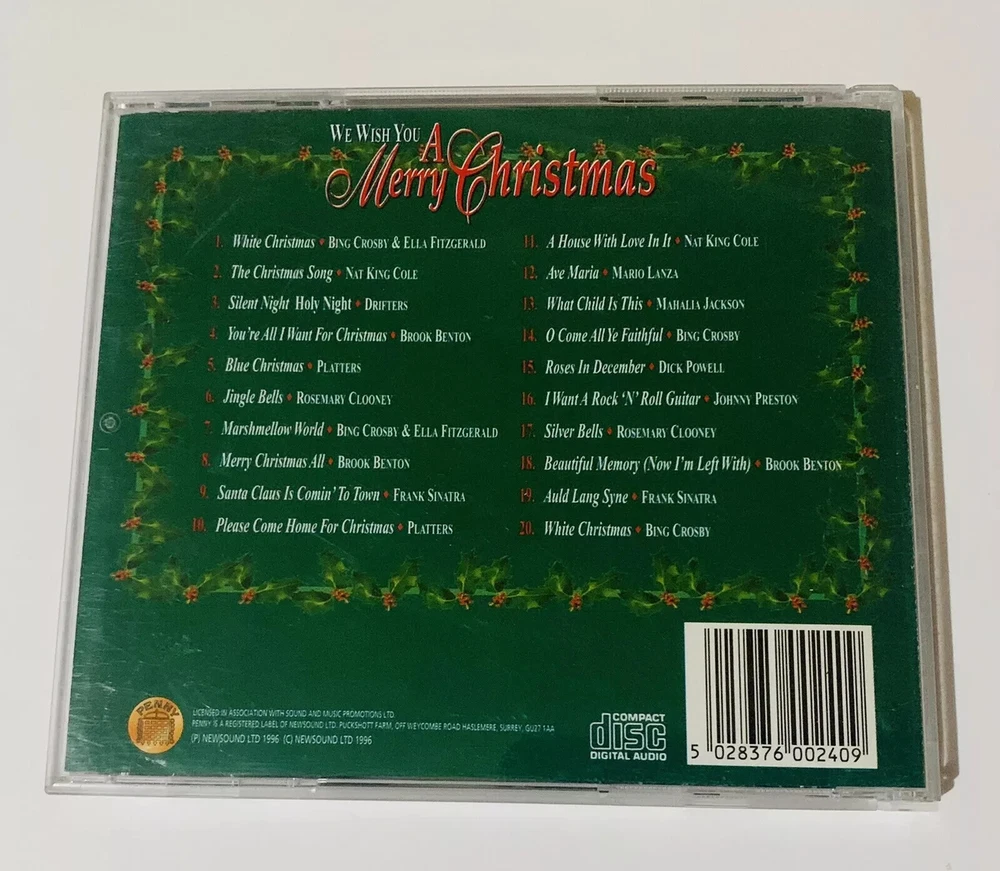 WE WISH YOU A
Merry Christmas
1. White Christmas ♦ BING CROSBY & ELLA FITZGERALD
2. The Christmas Song ♦ NAT KING COLE
3. Silent Night Holy Night ♦ DRIFTERS
4. You're All I Want For Christmas ♦ BROOK BENTON
5. Blue Christmas ♦ PLATTERS
6. Jingle Bells ♦ ROSEMARY CLOONEY
7. Marshmellow World ♦ BING CROSBY & ELLA FITZGERALD
8. Merry Christmas All ♦ BROOK BENTON
9. Santa Claus Is Comin' To Town ♦ FRANK SINATRA
10. Please Come Home For Christmas ♦ PLATTERS
11. A House With Love In It ♦ NAT KING COLE
12. Ave Maria ♦ MARIO LANZA
13. What Child Is This ♦ MAHALIA JACKSON
14. O Come All Ye Faithful ♦ BING CROSBY
15. Roses In December ♦ DICK POWELL
16. I Want A Rock 'N' Roll Guitar ♦ JOHNNY PRESTON
17. Silver Bells ♦ ROSEMARY CLOONEY
18. Beautiful Memory (Now I'm Left With) ♦ BROOK BENTON
19. Auld Lang Syne ♦ FRANK SINATRA
20. White Christmas ♦ BING CROSBY
PENNY
LICENSED IN ASSOCIATION WITH SOUND AND MUSIC PROMOTIONS LTD
PENNY IS A REGISTERED LABEL OF NEWSOUND LTD. PUCKSHOTT FARM, OFF WEYCOMBE ROAD HASLEMERE, SURREY, GU27 1AA
(P) NEWSOUND LTD 1996 (C) NEWSOUND LTD 1996
COMPACT
disc
DIGITAL AUDIO
5 028376 002409